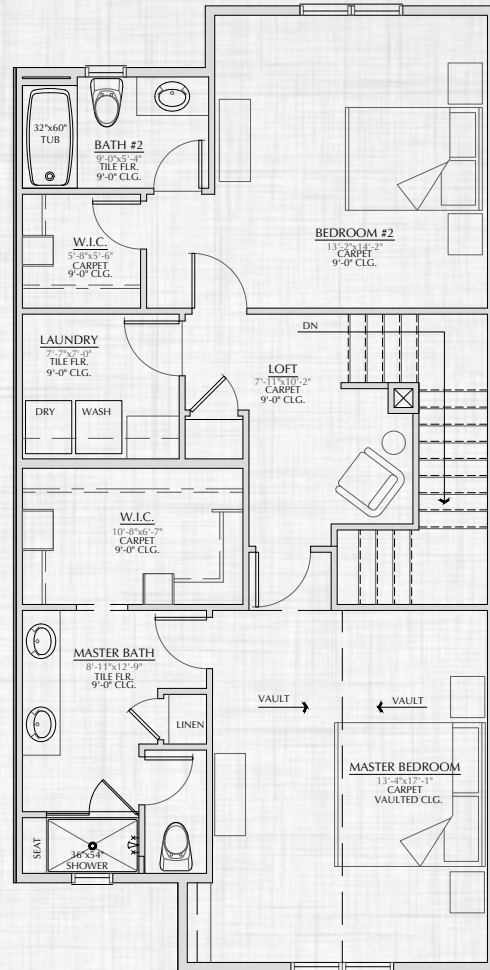 32"x60"
TUB
BATH #2
9'-0"x5'-4"
TILE FLR.
9'-0" CLG.
W.I.C.
5'-8"x5'-6"
CARPET
9'-0" CLG.
BEDROOM #2
13'-2"x14'-2"
CARPET
9'-0" CLG.
LAUNDRY
7'-7"x7'-0"
TILE FLR.
9'-0" CLG.
DRY
WASH
LOFT
7'-11"x10'-2"
CARPET
9'-0" CLG.
DN
W.I.C.
10'-8"x6'-7"
CARPET
9'-0" CLG.
MASTER BATH
8'-11"x12'-9"
TILE FLR.
9'-0" CLG.
LINEN
VAULT
VAULT
MASTER BEDROOM
13'-4"x17'-1"
CARPET
VAULTED CLG.
SEAT
36"x54"
SHOWER